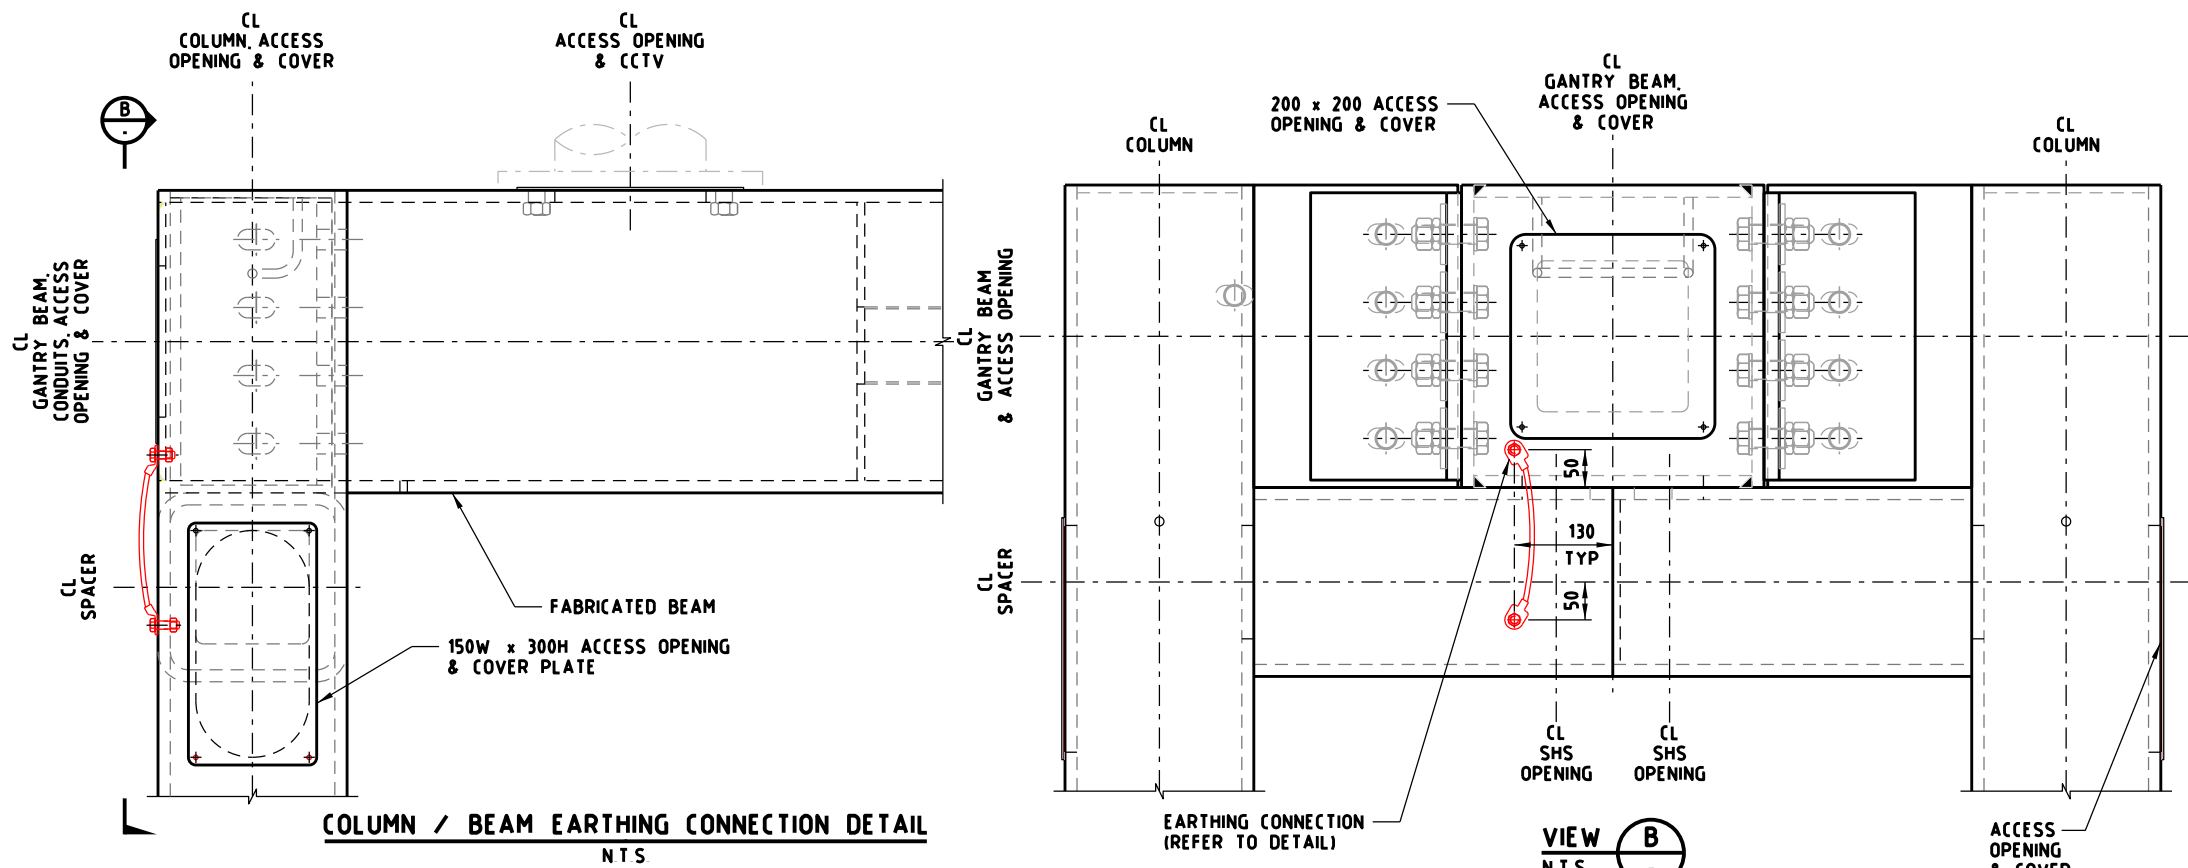 CL
COLUMN, ACCESS
OPENING & COVER
CL
ACCESS OPENING
& CCTV
B
-
CL
GANTRY BEAM,
CONDUITS, ACCESS
OPENING & COVER
CL
SPACER
FABRICATED BEAM
150W x 300H ACCESS OPENING
& COVER PLATE
COLUMN / BEAM EARTHING CONNECTION DETAIL
N.T.S.
CL
COLUMN
200 x 200 ACCESS
OPENING & COVER
CL
GANTRY BEAM,
ACCESS OPENING
& COVER
CL
COLUMN
CL
GANTRY BEAM
& ACCESS OPENING
CL
SPACER
50
130
TYP
50
CL
SHS
OPENING
CL
SHS
OPENING
EARTHING CONNECTION
(REFER TO DETAIL)
VIEW B
N.T.S.
ACCESS
OPENING
& COVER